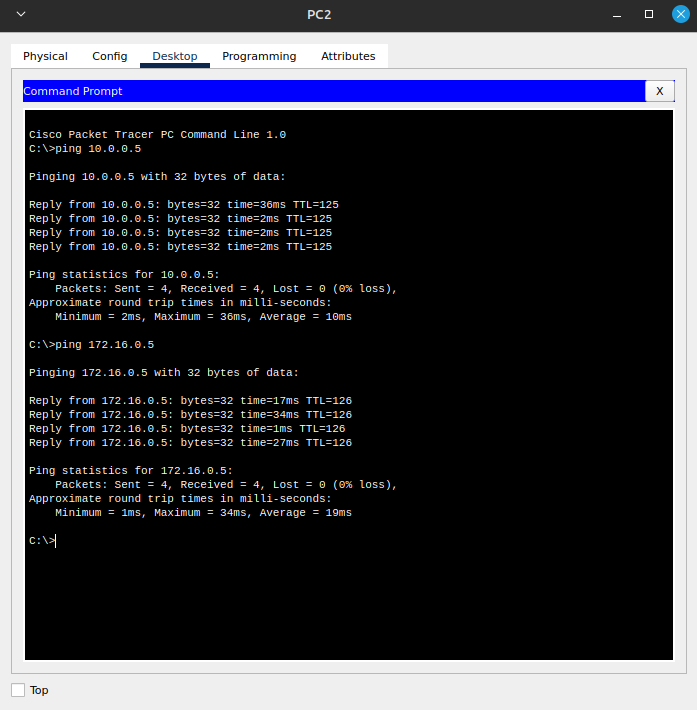 PC2
Physical Config Desktop Programming Attributes
Command Prompt X
Cisco Packet Tracer PC Command Line 1.0
C:\>ping 10.0.0.5
Pinging 10.0.0.5 with 32 bytes of data:
Reply from 10.0.0.5: bytes=32 time=36ms TTL=125
Reply from 10.0.0.5: bytes=32 time=2ms TTL=125
Reply from 10.0.0.5: bytes=32 time=2ms TTL=125
Reply from 10.0.0.5: bytes=32 time=2ms TTL=125
Ping statistics for 10.0.0.5:
    Packets: Sent = 4, Received = 4, Lost = 0 (0% loss),
Approximate round trip times in milli-seconds:
    Minimum = 2ms, Maximum = 36ms, Average = 10ms
C:\>ping 172.16.0.5
Pinging 172.16.0.5 with 32 bytes of data:
Reply from 172.16.0.5: bytes=32 time=17ms TTL=126
Reply from 172.16.0.5: bytes=32 time=34ms TTL=126
Reply from 172.16.0.5: bytes=32 time=1ms TTL=126
Reply from 172.16.0.5: bytes=32 time=27ms TTL=126
Ping statistics for 172.16.0.5:
    Packets: Sent = 4, Received = 4, Lost = 0 (0% loss),
Approximate round trip times in milli-seconds:
    Minimum = 1ms, Maximum = 34ms, Average = 19ms
C:\>
Top